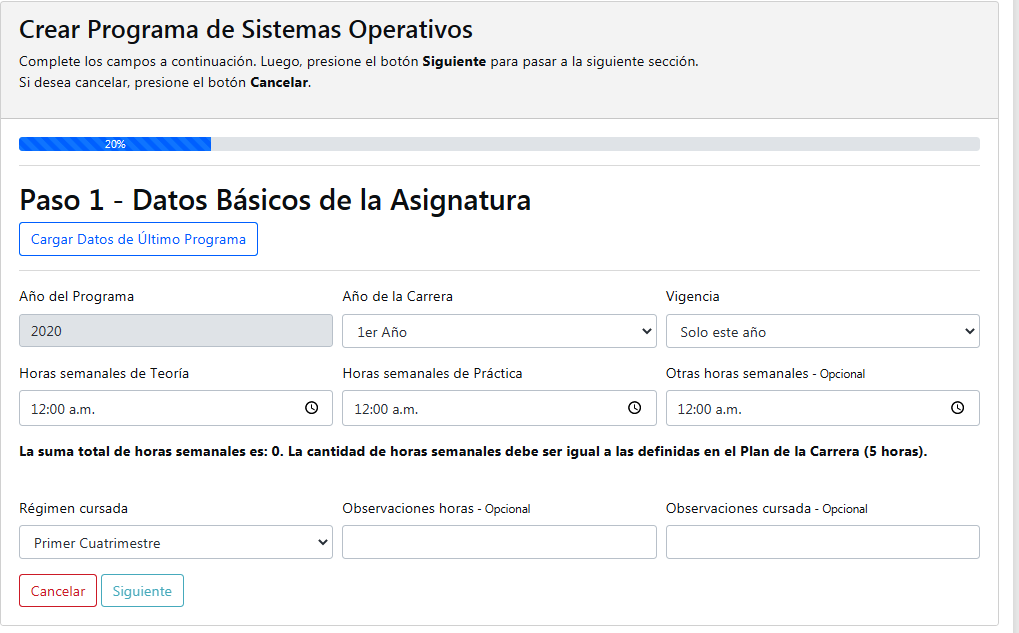 Crear Programa de Sistemas Operativos
Complete los campos a continuación. Luego, presione el botón Siguiente para pasar a la siguiente sección.
Si desea cancelar, presione el botón Cancelar.
20%
Paso 1 - Datos Básicos de la Asignatura
Cargar Datos de Último Programa
Año del Programa Año de la Carrera Vigencia
2020 1er Año Solo este año
Horas semanales de Teoría Horas semanales de Práctica Otras horas semanales - Opcional
12:00 a.m. 12:00 a.m. 12:00 a.m.
La suma total de horas semanales es: 0. La cantidad de horas semanales debe ser igual a las definidas en el Plan de la Carrera (5 horas).
Régimen cursada Observaciones horas - Opcional Observaciones cursada - Opcional
Primer Cuatrimestre
Cancelar Siguiente